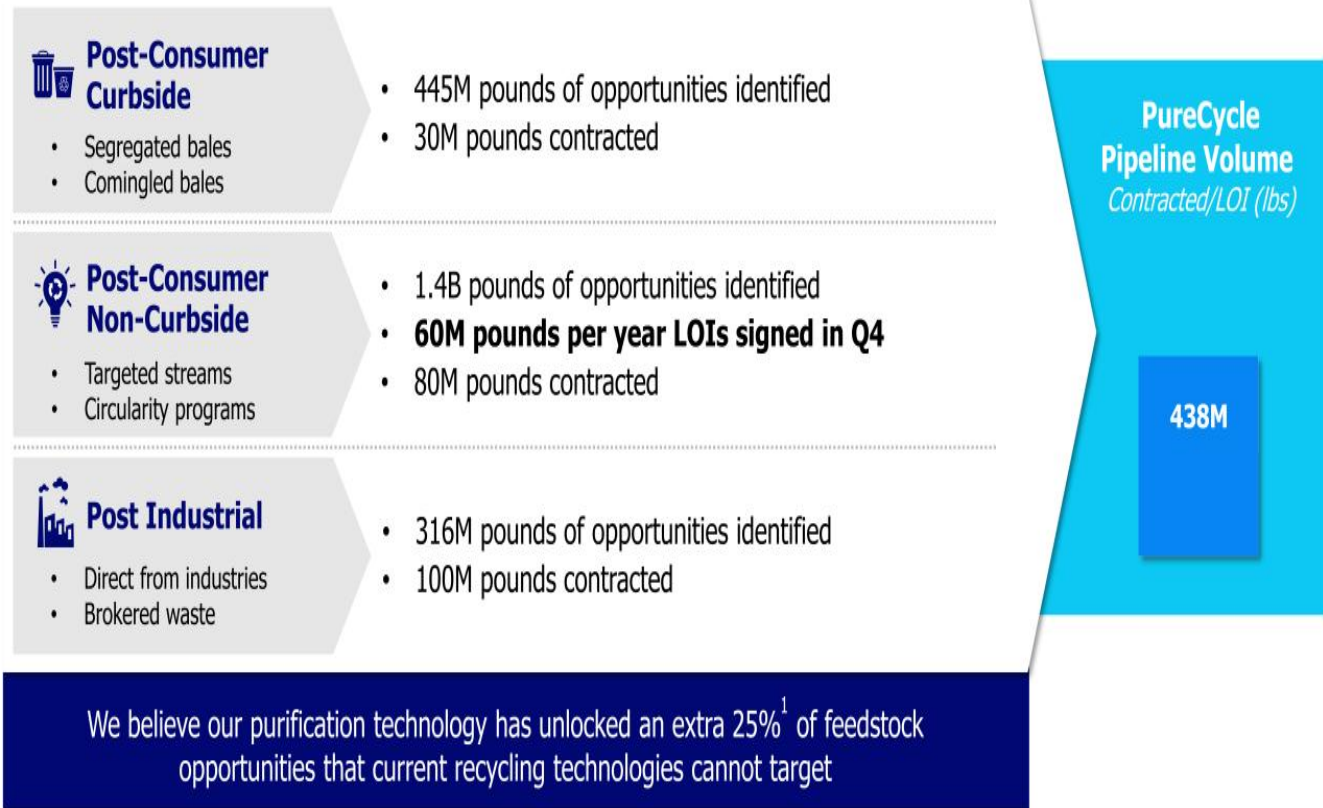 Post-Consumer
Curbside
• Segregated bales
• Comingled bales
• 445M pounds of opportunities identified
• 30M pounds contracted
Post-Consumer
Non-Curbside
• Targeted streams
• Circularity programs
• 1.4B pounds of opportunities identified
• 60M pounds per year LOIs signed in Q4
• 80M pounds contracted
Post Industrial
• Direct from industries
• Brokered waste
• 316M pounds of opportunities identified
• 100M pounds contracted
PureCycle
Pipeline Volume
Contracted/LOI (lbs)
438M
We believe our purification technology has unlocked an extra 25%¹ of feedstock
opportunities that current recycling technologies cannot target